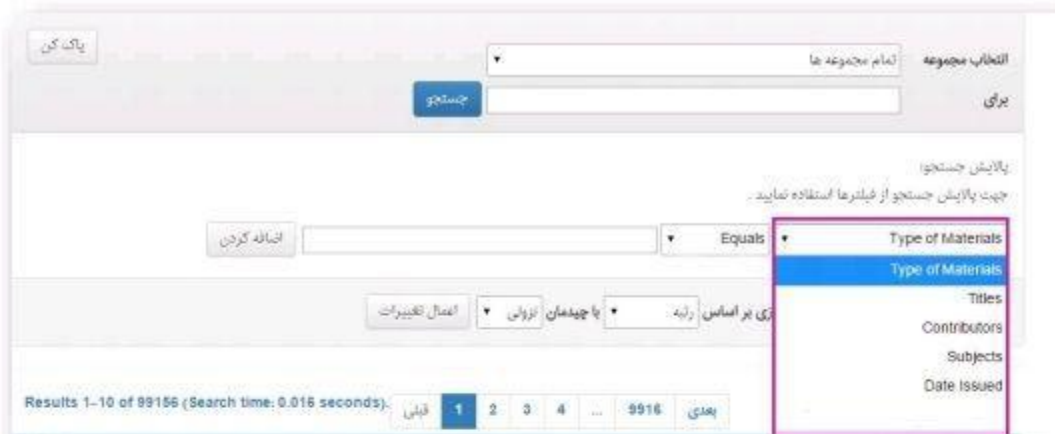 پاک کن
انتخاب مجموعه تمام مجموعه ها
برای جستجو
پالایش جستجو:
جهت پالایش جستجو از فیلترها استفاده نمایید .
Type of Materials Equals اضافه کردن
Type of Materials
Titles
Contributors
Subjects
Date Issued
زی بر اساس رتبه با چیدمان نزولی اعمال تغییرات
Results 1-10 of 99156 (Search time: 0.016 seconds).
قبلی 1 2 3 4 ... 9916 بعدی